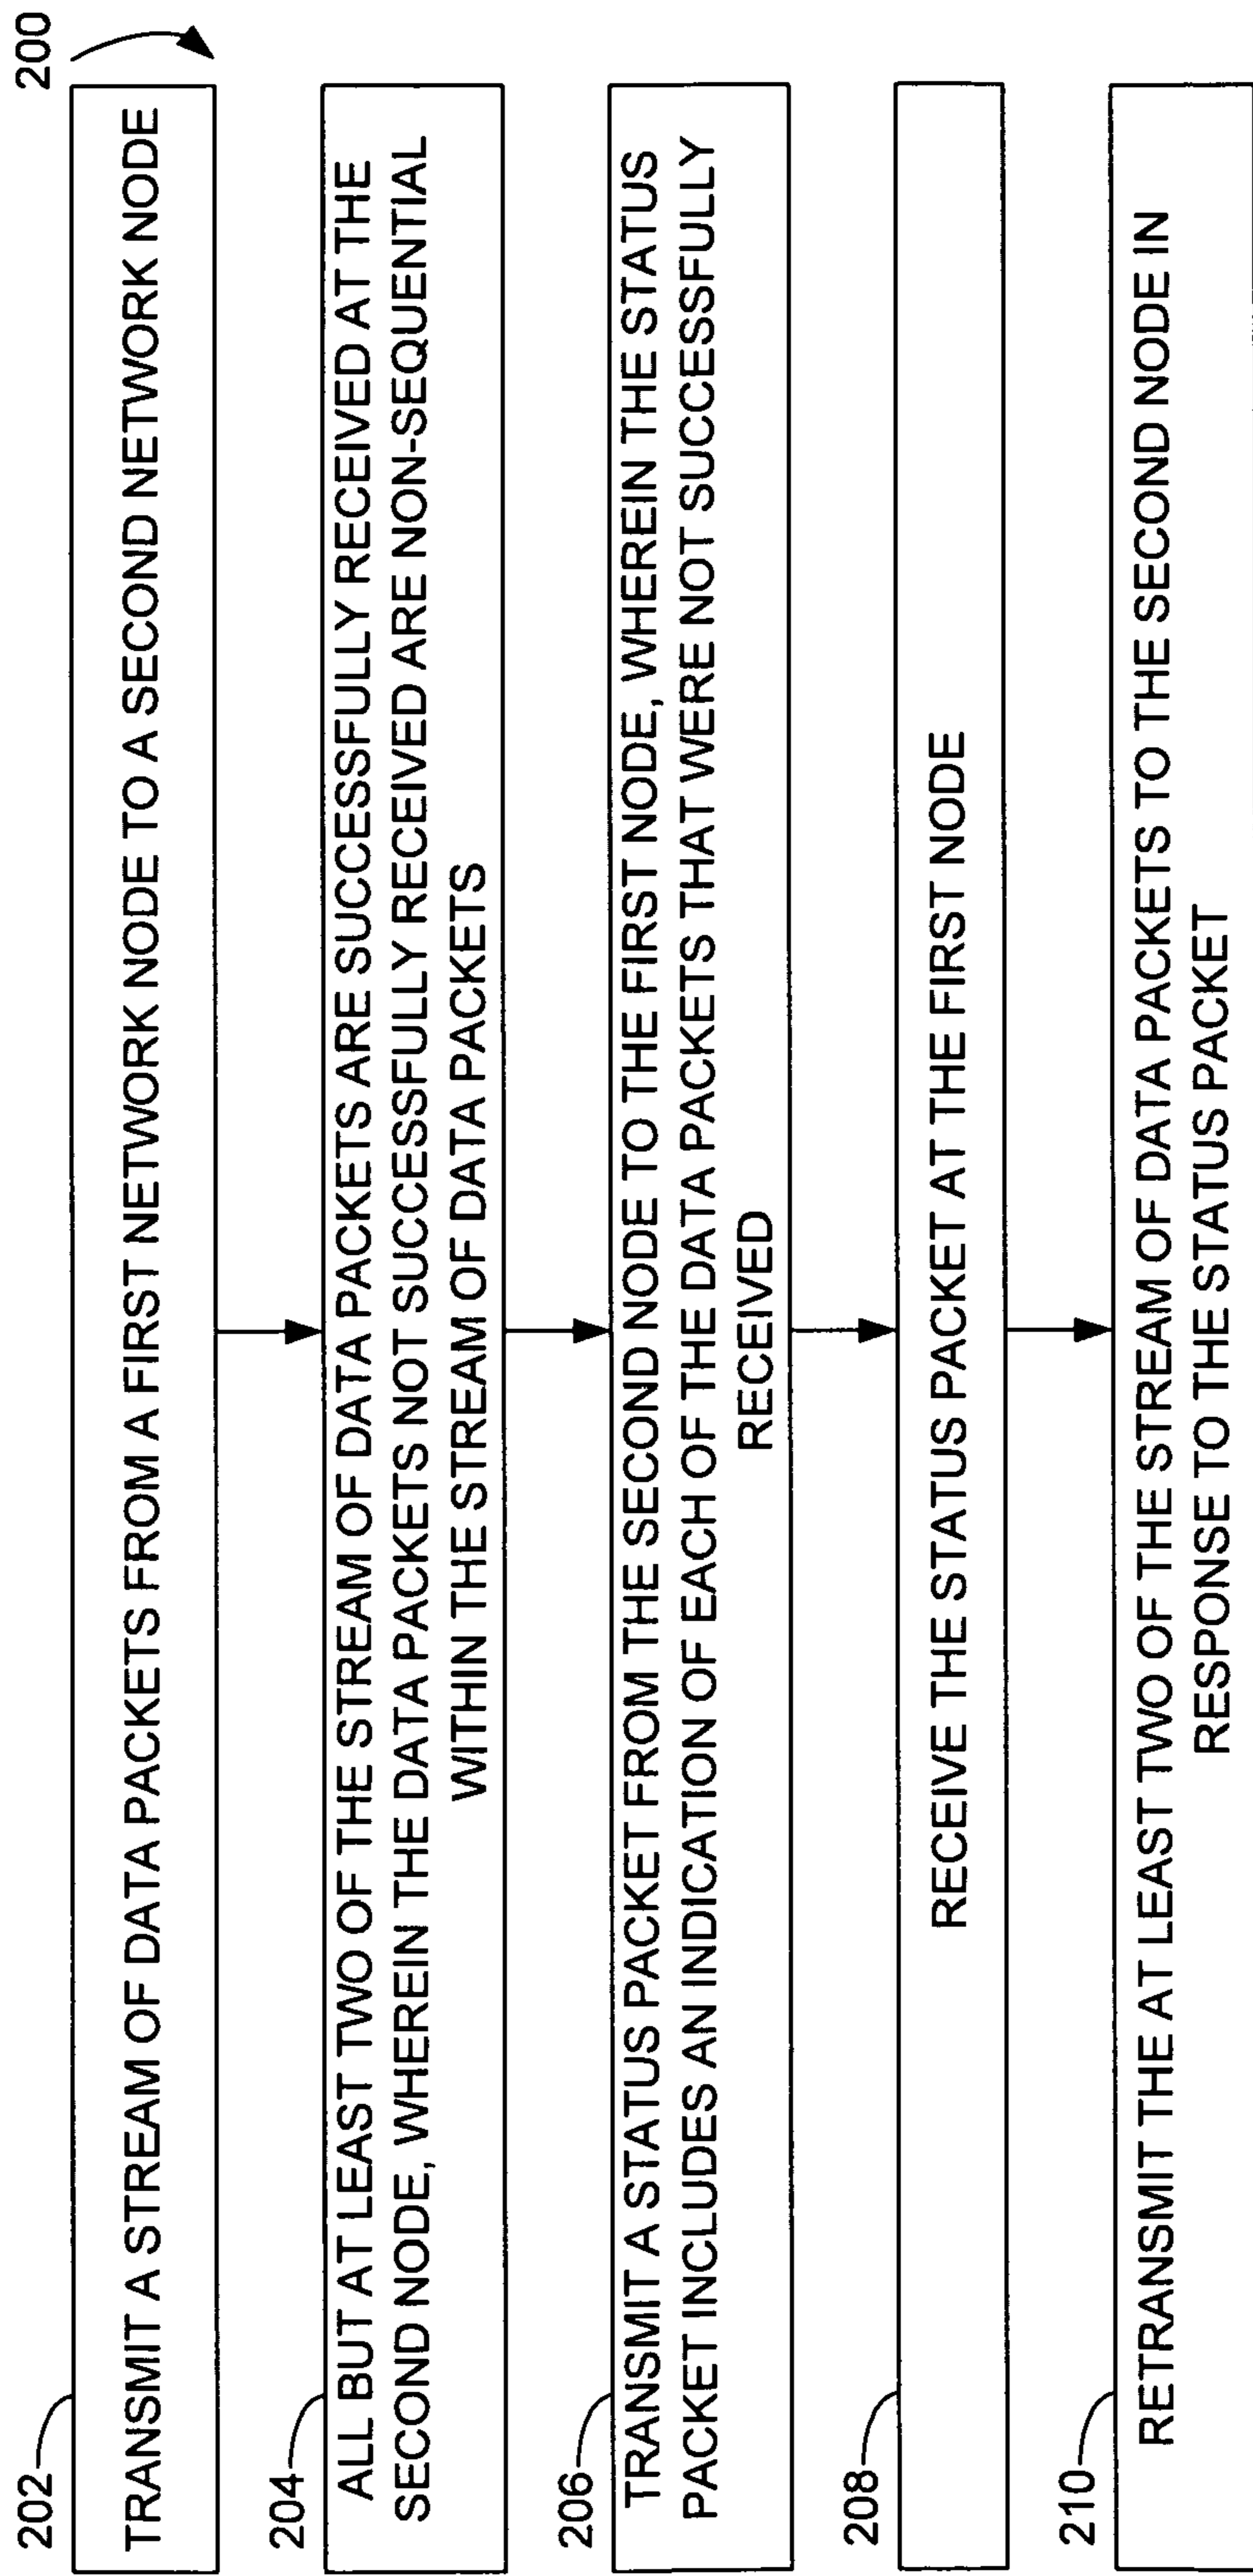 200
202
TRANSMIT A STREAM OF DATA PACKETS FROM A FIRST NETWORK NODE TO A SECOND NETWORK NODE
204
ALL BUT AT LEAST TWO OF THE STREAM OF DATA PACKETS ARE SUCCESSFULLY RECEIVED AT THE
SECOND NODE, WHEREIN THE DATA PACKETS NOT SUCCESSFULLY RECEIVED ARE NON-SEQUENTIAL
WITHIN THE STREAM OF DATA PACKETS
206
TRANSMIT A STATUS PACKET FROM THE SECOND NODE TO THE FIRST NODE, WHEREIN THE STATUS
PACKET INCLUDES AN INDICATION OF EACH OF THE DATA PACKETS THAT WERE NOT SUCCESSFULLY
RECEIVED
208
RECEIVE THE STATUS PACKET AT THE FIRST NODE
210
RETRANSMIT THE AT LEAST TWO OF THE STREAM OF DATA PACKETS TO THE SECOND NODE IN
RESPONSE TO THE STATUS PACKET